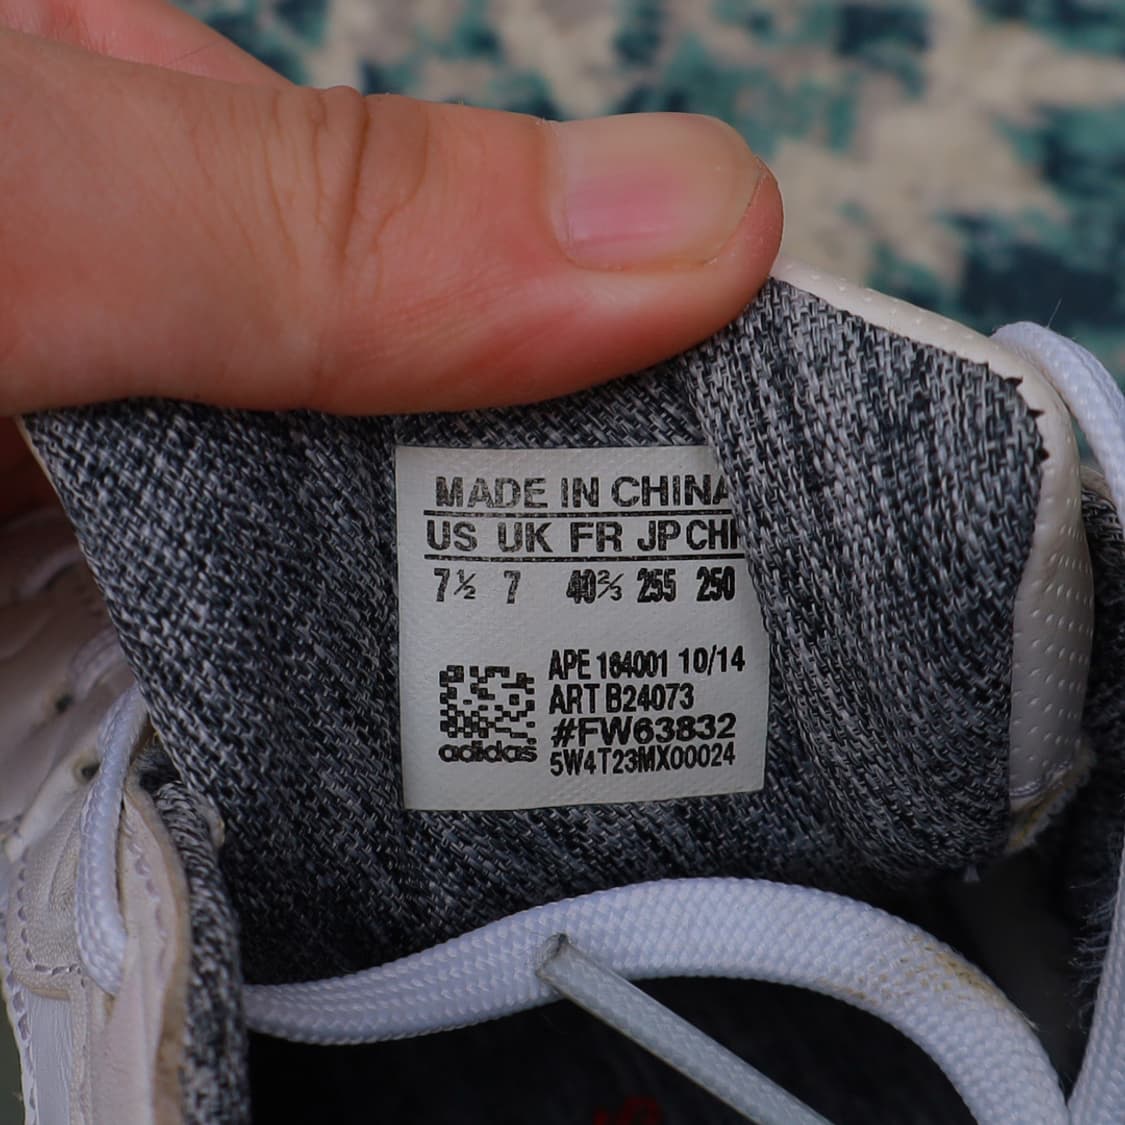 MADE IN CHINA
US UK FR JP CHN
7½ 7 40⅔ 255 250
APE 164001 10/14
ART B24073
#FW63832
adidas 5W4T23MX00024